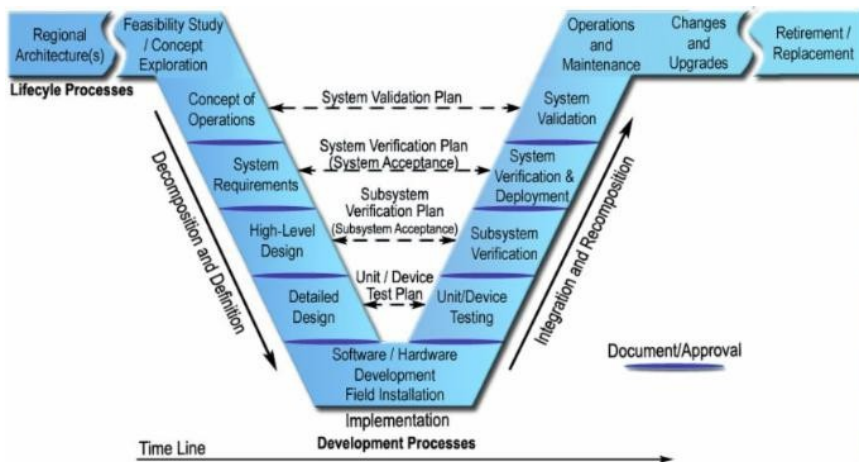 Regional
Architecture(s)
Feasibility Study
/ Concept
Exploration
Operations
and
Maintenance
Changes
and
Upgrades
Retirement /
Replacement
Lifecyle Processes
Concept of
Operations
System Validation Plan
System
Validation
System
Requirements
System Verification Plan
(System Acceptance)
System
Verification &
Deployment
High-Level
Design
Subsystem
Verification Plan
(Subsystem Acceptance)
Subsystem
Verification
Detailed
Design
Unit / Device
Test Plan
Unit/Device
Testing
Decomposition and Definition
Integration and Recomposition
Software / Hardware
Development
Field Installation
Document/Approval
Implementation
Development Processes
Time Line